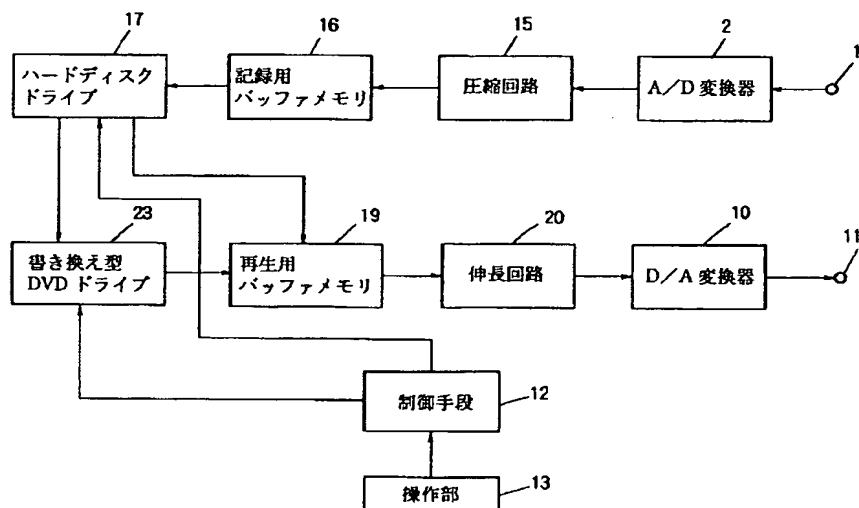 17
16
15
2
1
ハードディスク
ドライブ
記録用
バッファメモリ
圧縮回路
A/D 変換器
23
19
20
10
11
書き換え型
DVD ドライブ
再生用
バッファメモリ
伸長回路
D/A 変換器
制御手段
12
操作部
13